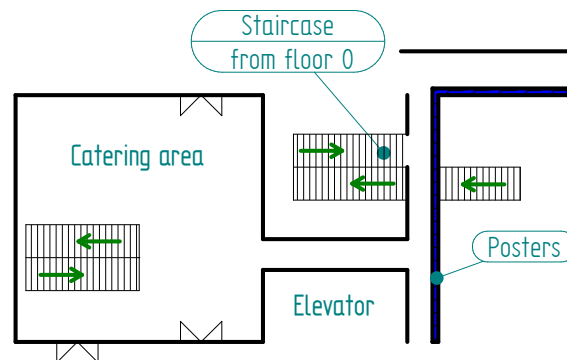 Staircase
from floor 0
Catering area
Posters
Elevator